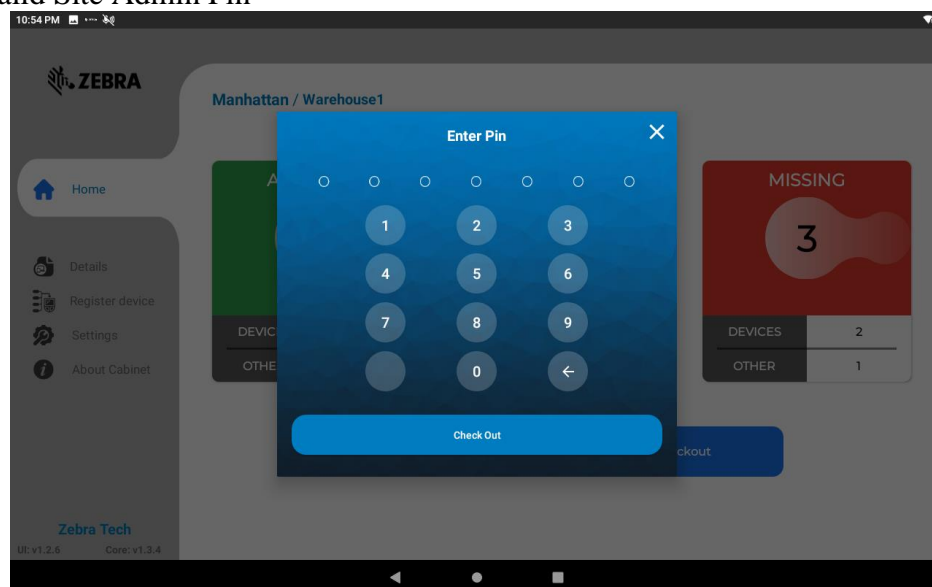 and Site Admin Pin
10:54 PM
ZEBRA
Manhattan / Warehouse1
Enter Pin
Home
Details
Register device
Settings
About Cabinet
A
MISSING
3
1 2 3
4 5 6
7 8 9
0
DEVIC
OTHE
DEVICES 2
OTHER 1
Check Out
ckout
Zebra Tech
UI: v1.2.6 Core: v1.3.4